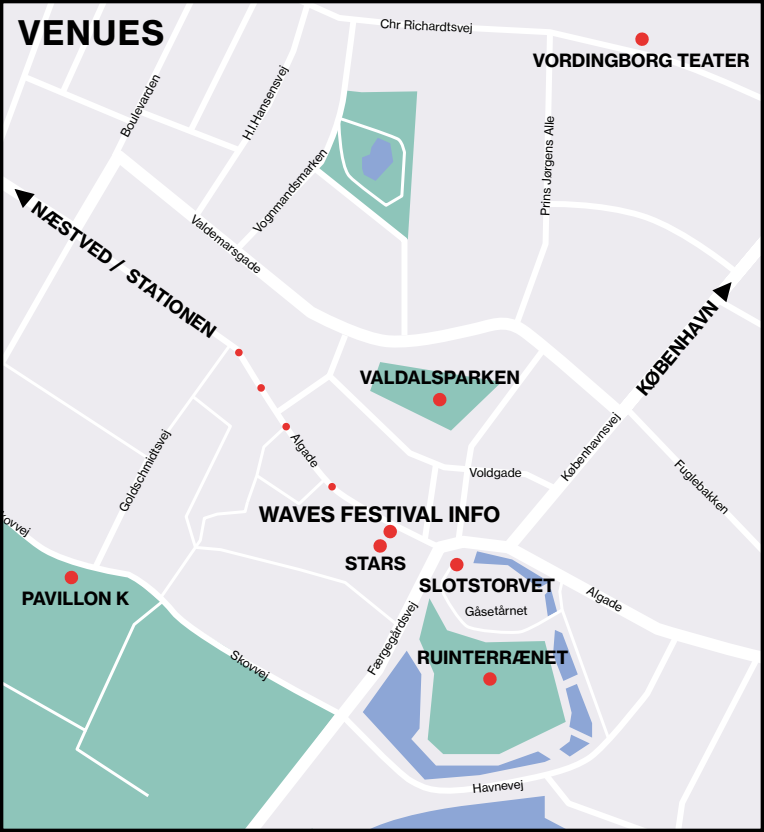 VENUES
Chr Richardtsvej
VORDINGBORG TEATER
Boulevarden
H.I.Hansensvej
Prins Jørgens Alle
Vognmandsmarken
Valdemarsgade
NÆSTVED / STATIONEN
KØBENHAVN
VALDALSPARKEN
Algade
Goldschmidtsvej
Voldgade
Københavnsvej
Fuglebakken
WAVES FESTIVAL INFO
kovvej
STARS
SLOTSTORVET
PAVILLON K
Gåsetårnet
Algade
Færgegårdsvej
Skovvej
RUINTERRÆNET
Havnevej